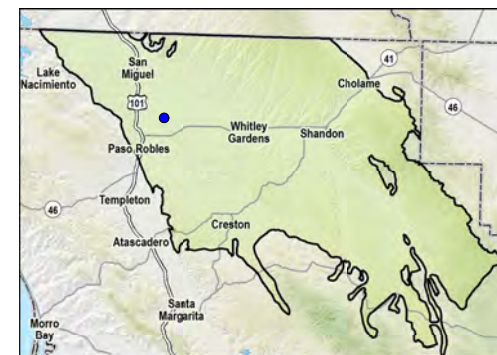 San
Miguel
Lake
Nacimiento
41
Cholame
101
46
Whitley
Gardens
Shandon
Paso Robles
Templeton
46
Creston
Atascadero
Santa
Margarita
Morro
Bay